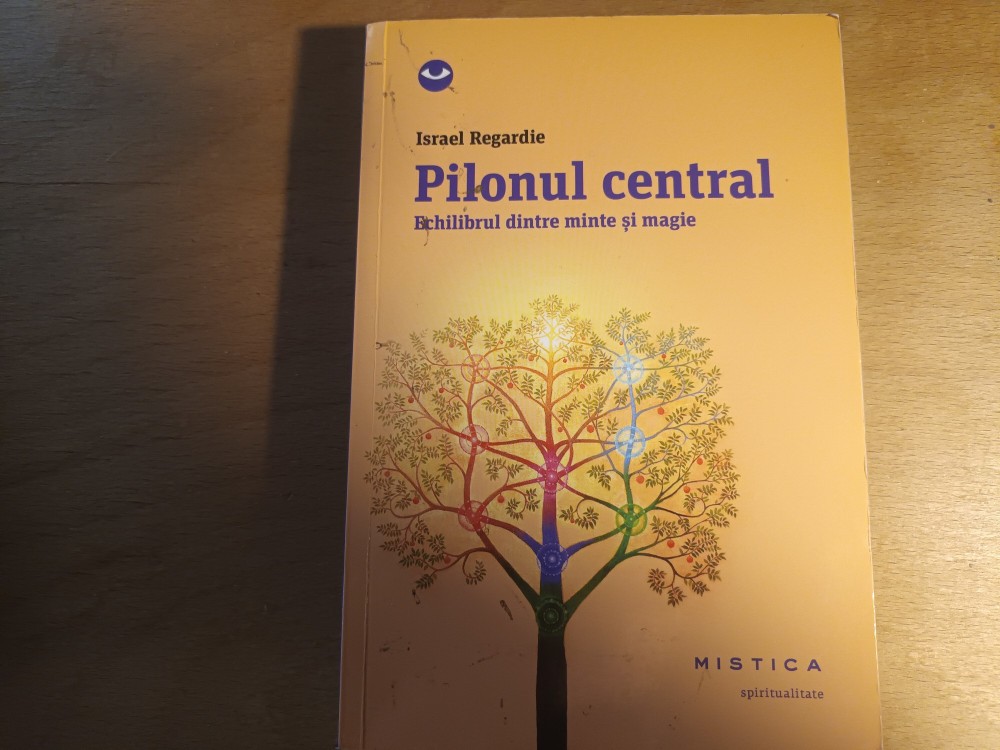 Israel Regardie
Pilonul central
Echilibrul dintre minte și magie
MISTICA
spiritualitate